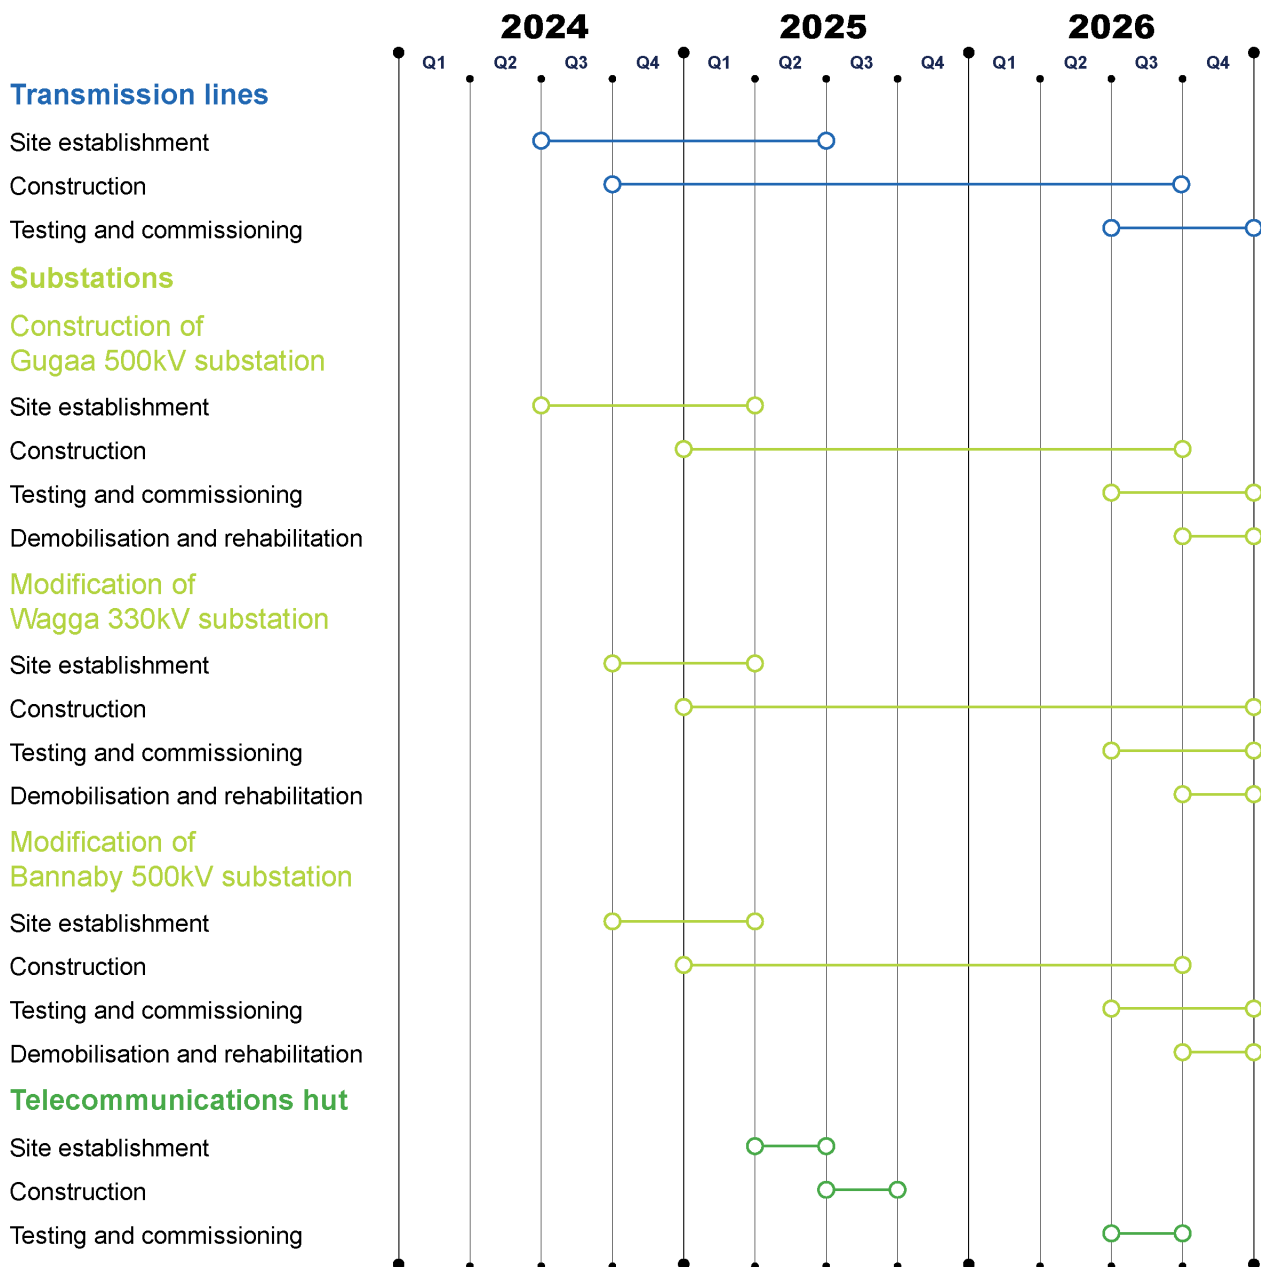 2024 2025 2026
Q1 Q2 Q3 Q4 Q1 Q2 Q3 Q4 Q1 Q2 Q3 Q4
Transmission lines
Site establishment
Construction
Testing and commissioning
Substations
Construction of
Gugaa 500kV substation
Site establishment
Construction
Testing and commissioning
Demobilisation and rehabilitation
Modification of
Wagga 330kV substation
Site establishment
Construction
Testing and commissioning
Demobilisation and rehabilitation
Modification of
Bannaby 500kV substation
Site establishment
Construction
Testing and commissioning
Demobilisation and rehabilitation
Telecommunications hut
Site establishment
Construction
Testing and commissioning